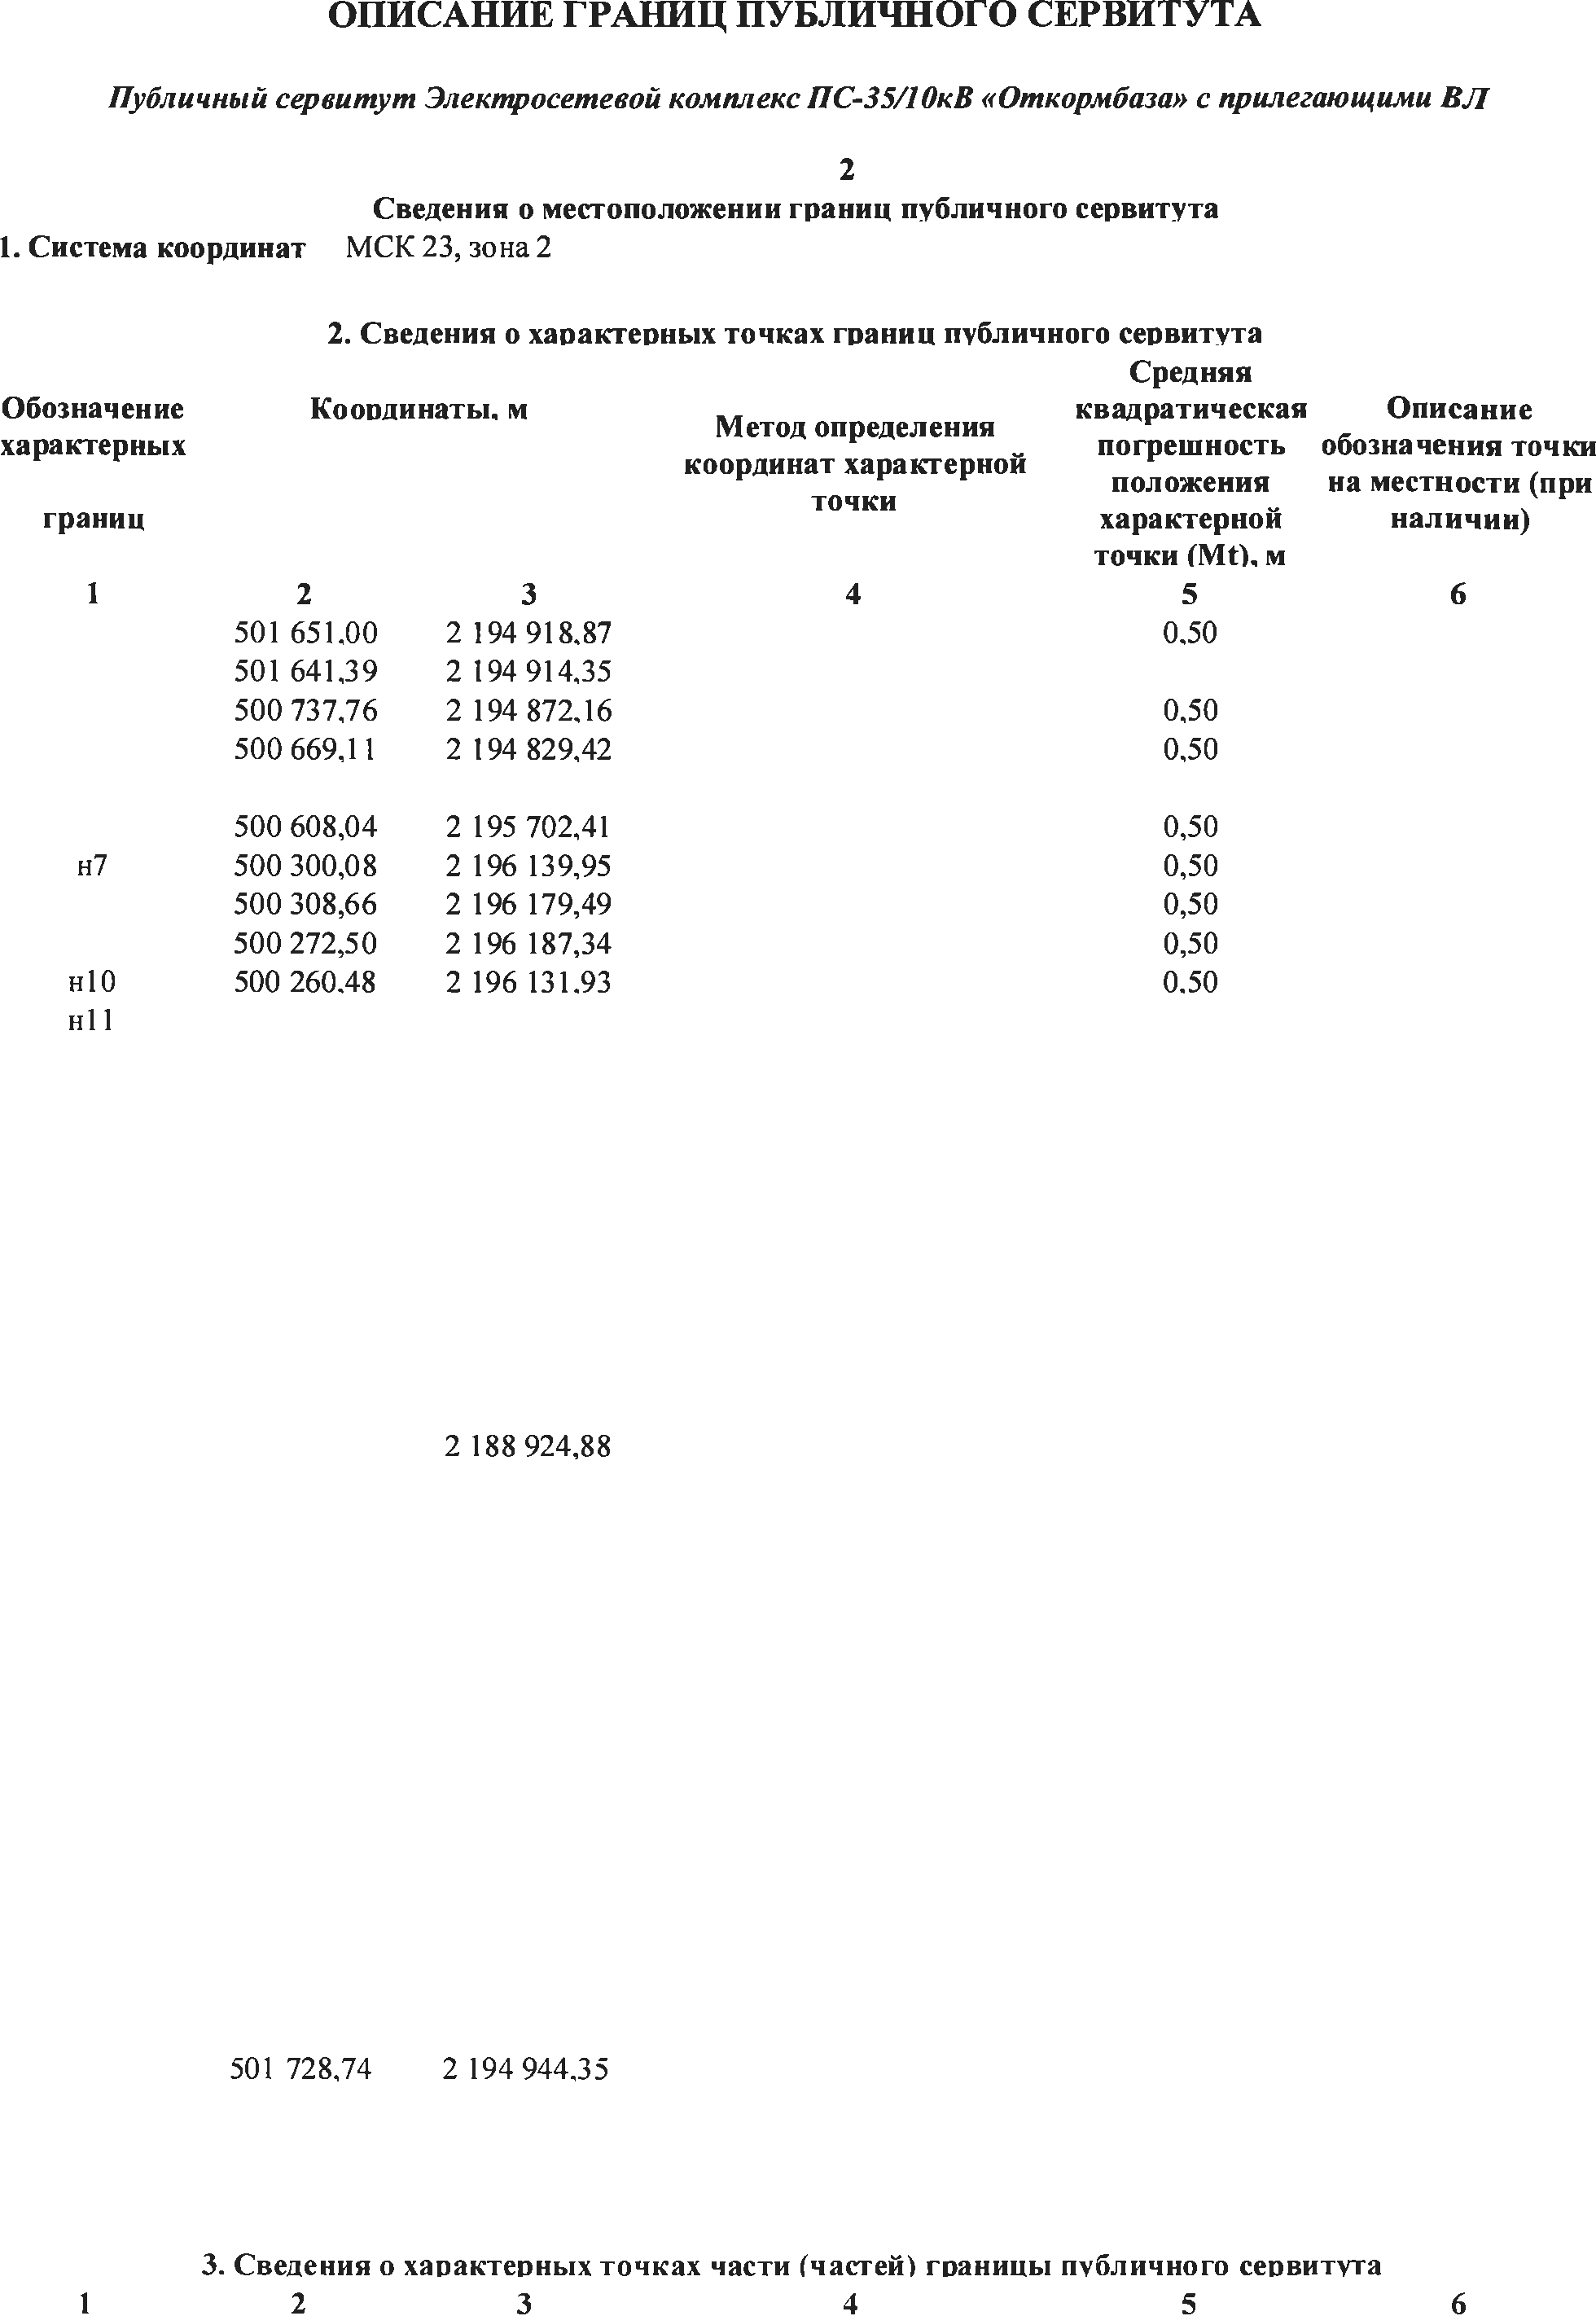 ОПИСАНИЕ ГРАНИЦ ПУБЛИЧНОГО СЕРВИТУТА
Публичный сервитут Электросетевой комплекс ПС-35/10кВ «Откормбаза» с прилегающими ВЛ
2
Сведения о местоположении границ публичного сервитута
1. Система координат МСК 23, зона 2
2. Сведения о характерных точках границ публичного сервитута
Обозначение
характерных
границ
Координаты, м
Метод определения
координат характерной
точки
Средняя
квадратическая
погрешность
положения
характерной
точки (Mt), м
Описание
обозначения точки
на местности (при
наличии)
1 2 3 4 5 6
501 651,00 2 194 918,87 0,50
501 641,39 2 194 914,35
500 737,76 2 194 872,16 0,50
500 669,11 2 194 829,42 0,50
500 608,04 2 195 702,41 0,50
н7 500 300,08 2 196 139,95 0,50
500 308,66 2 196 179,49 0,50
500 272,50 2 196 187,34 0,50
н10 500 260,48 2 196 131,93 0,50
н11
2 188 924,88
501 728,74 2 194 944,35
3. Сведения о характерных точках части (частей) границы публичного сервитута
1 2 3 4 5 6